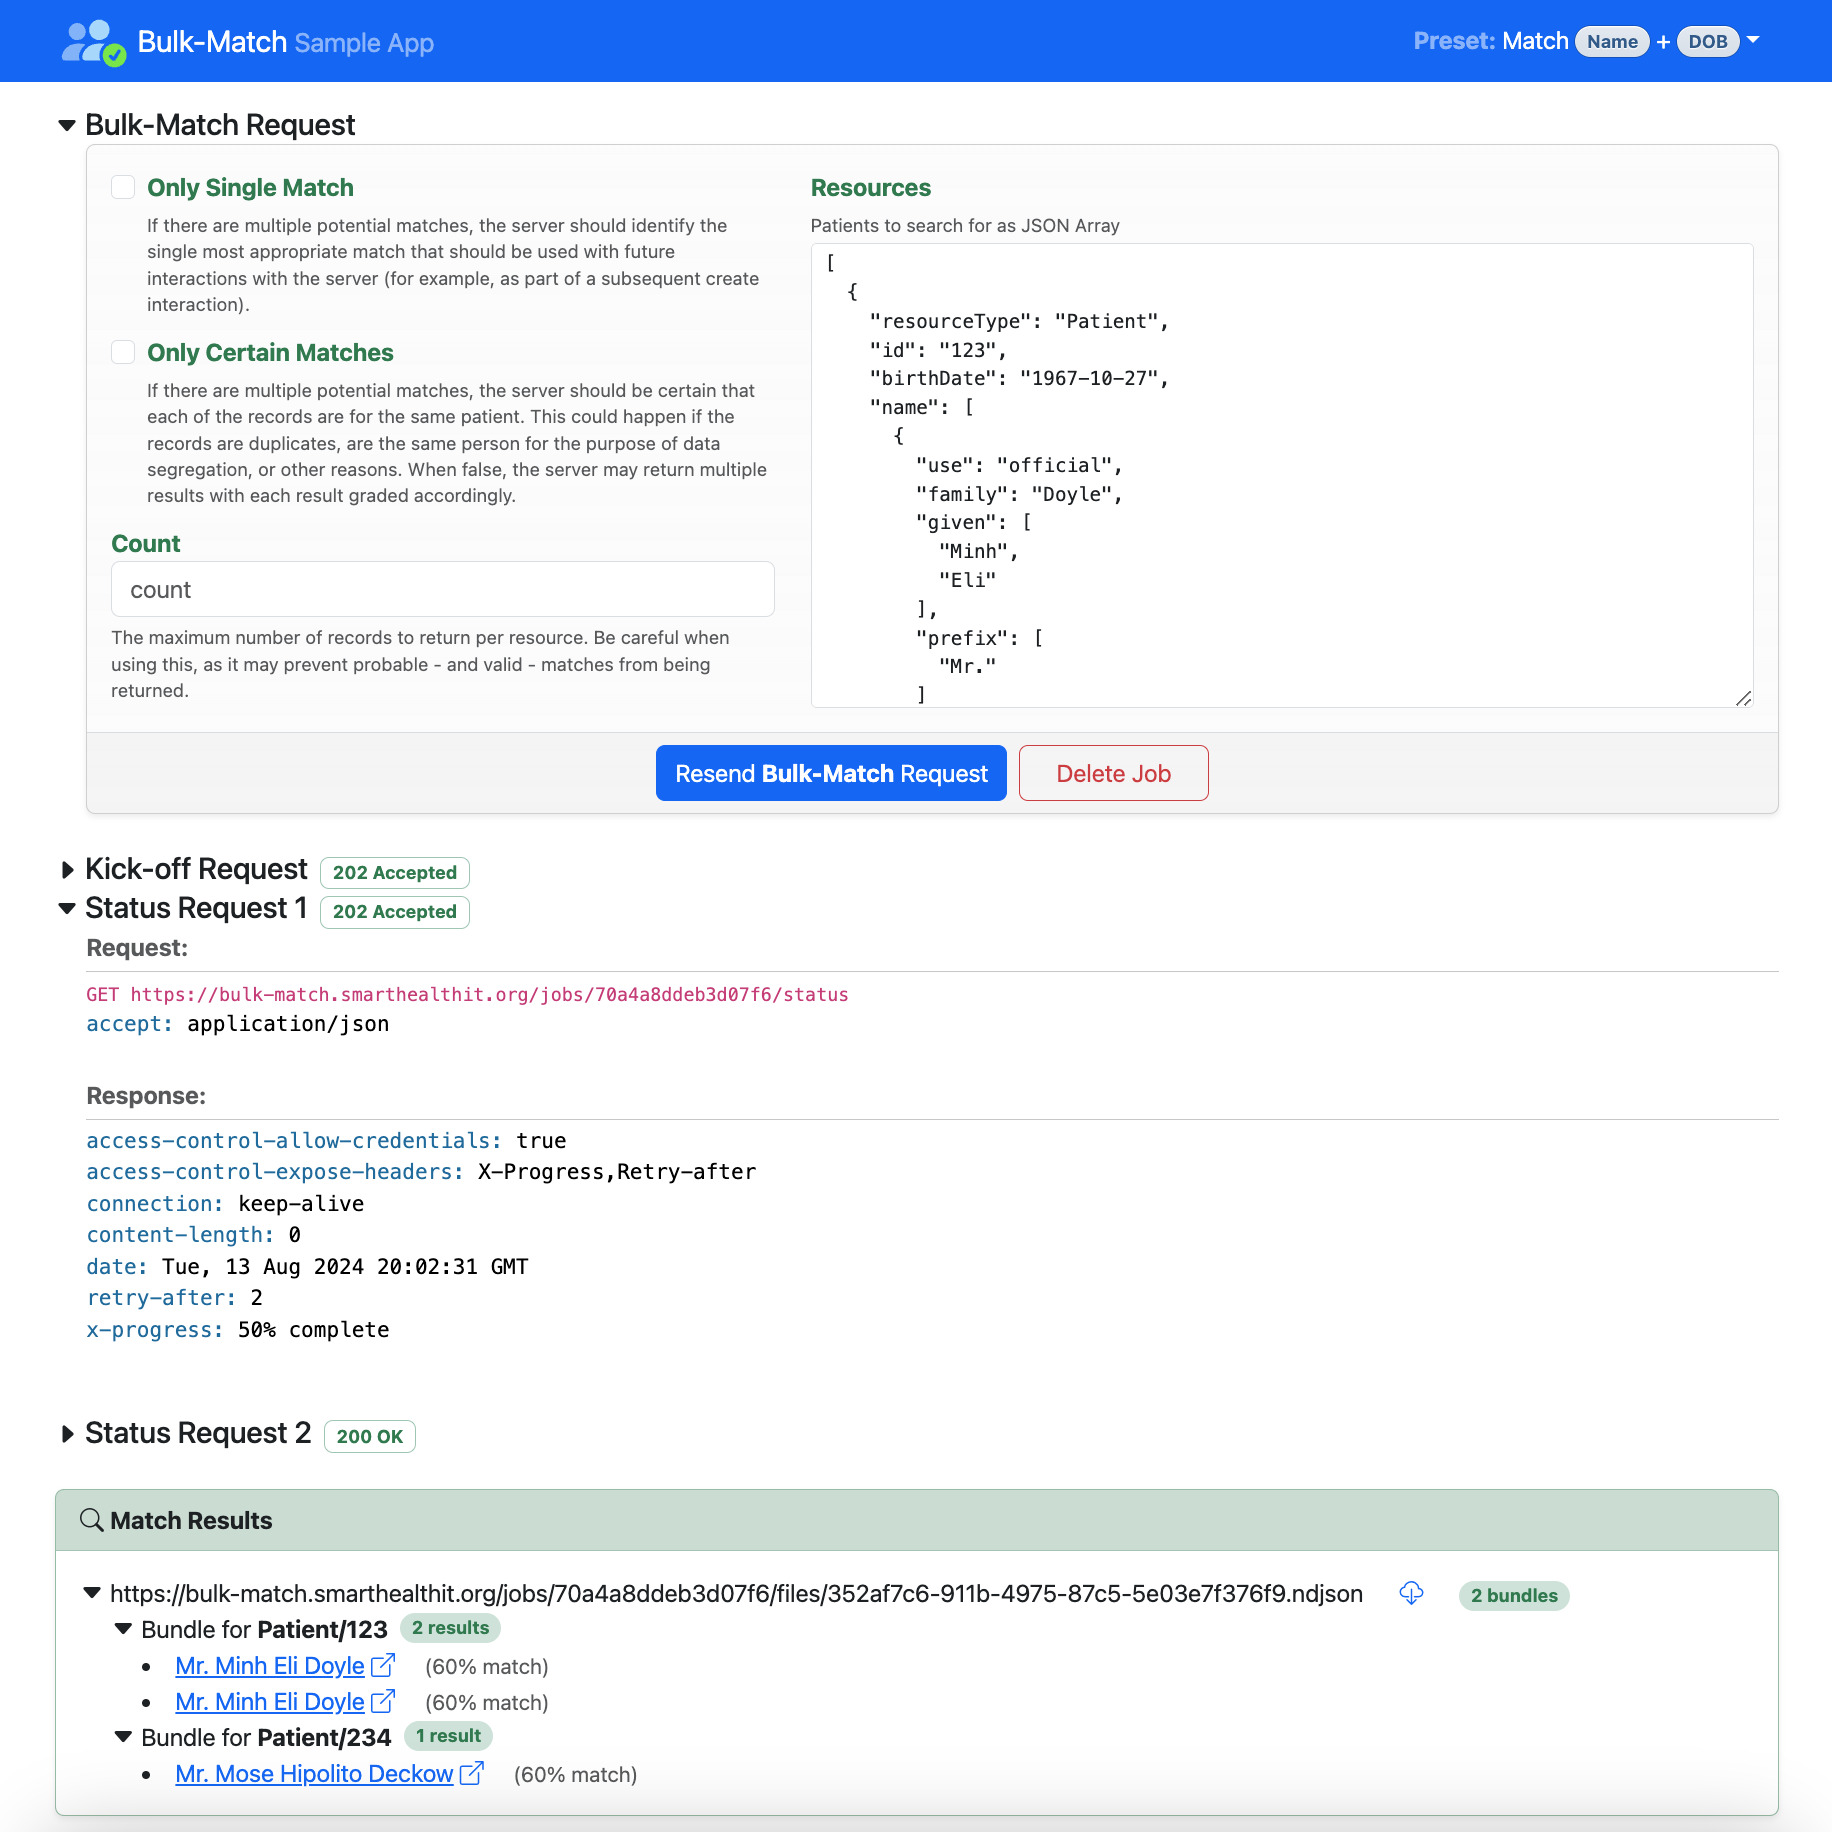 Bulk-Match Sample App
Preset: Match Name + DOB
Bulk-Match Request
Only Single Match
If there are multiple potential matches, the server should identify the
single most appropriate match that should be used with future
interactions with the server (for example, as part of a subsequent create
interaction).
Only Certain Matches
If there are multiple potential matches, the server should be certain that
each of the records are for the same patient. This could happen if the
records are duplicates, are the same person for the purpose of data
segregation, or other reasons. When false, the server may return multiple
results with each result graded accordingly.
Count
count
The maximum number of records to return per resource. Be careful when
using this, as it may prevent probable - and valid - matches from being
returned.
Resources
Patients to search for as JSON Array
[
{
"resourceType": "Patient",
"id": "123",
"birthDate": "1967-10-27",
"name": [
{
"use": "official",
"family": "Doyle",
"given": [
"Minh",
"Eli"
],
"prefix": [
"Mr."
]
Resend Bulk-Match Request
Delete Job
Kick-off Request 202 Accepted
Status Request 1 202 Accepted
Request:
GET https://bulk-match.smarthealthit.org/jobs/70a4a8ddeb3d07f6/status
accept: application/json
Response:
access-control-allow-credentials: true
access-control-expose-headers: X-Progress,Retry-after
connection: keep-alive
content-length: 0
date: Tue, 13 Aug 2024 20:02:31 GMT
retry-after: 2
x-progress: 50% complete
Status Request 2 200 OK
Match Results
https://bulk-match.smarthealthit.org/jobs/70a4a8ddeb3d07f6/files/352af7c6-911b-4975-87c5-5e03e7f376f9.ndjson 2 bundles
Bundle for Patient/123 2 results
• Mr. Minh Eli Doyle (60% match)
• Mr. Minh Eli Doyle (60% match)
Bundle for Patient/234 1 result
• Mr. Mose Hipolito Deckow (60% match)